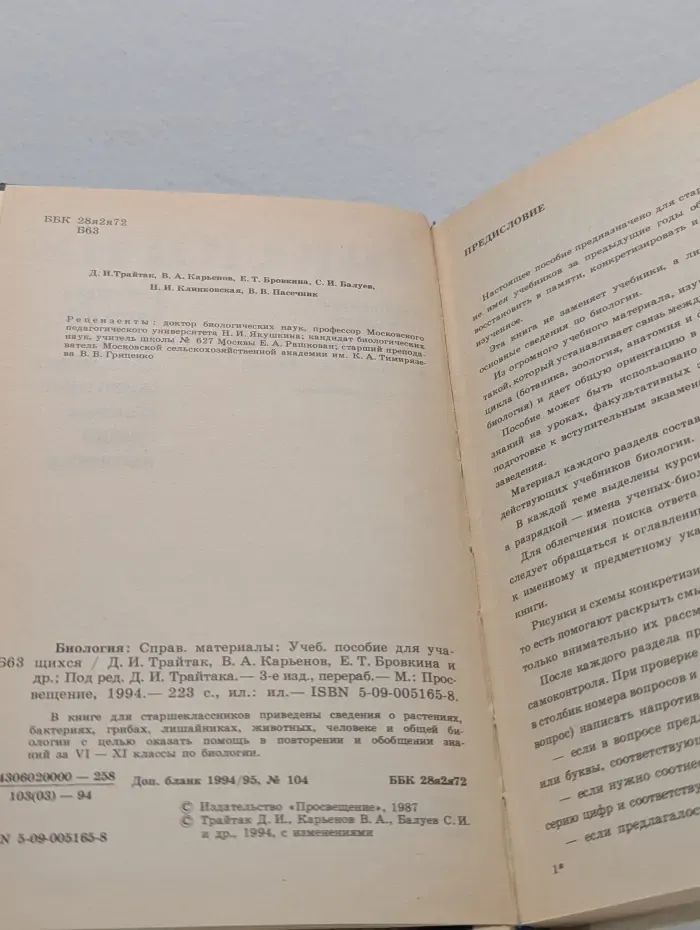 ББК 28я2я72
Б63
Д. И. Трайтак, В. А. Карьенов, Е. Т. Бровкина, С. И. Балуев,
Н. И. Клинковская, В. В. Пасечник
Рецензенты: доктор биологических наук, профессор Московского
педагогического университета Н. И. Якушкина; кандидат биологических
наук, учитель школы № 627 Москвы Е. А. Рашкован; старший препода-
ватель Московской сельскохозяйственной академии им. К. А. Тимирязе-
ва В. В. Гриценко
Биология: Справ. материалы: Учеб. пособие для уча-
Б63 щихся / Д. И. Трайтак, В. А. Карьенов, Е. Т. Бровкина и
др.; Под ред. Д. И. Трайтака.— 3-е изд., перераб.— М.: Прос-
вещение, 1994.— 223 с., ил.: ил.— ISBN 5-09-005165-8.
В книге для старшеклассников приведены сведения о растениях,
бактериях, грибах, лишайниках, животных, человеке и общей би-
ологии с целью оказать помощь в повторении и обобщении зна-
ний за VI — XI классы по биологии.
4306020000 — 258
103(03) — 94
Доп. бланк 1994/95, № 104
ББК 28я2я72
© Издательство «Просвещение», 1987
© Трайтак Д. И., Карьенов В. А., Балуев С. И.
и др., 1994, с изменениями
N 5-09-005165-8
ПРЕДИСЛОВИЕ
Настоящее пособие предназначено для стар
не имея учебников за предыдущие годы об
восстановить в памяти, конкретизировать и
изученное.
Эта книга не заменяет учебники, а ли
основные сведения по биологии.
Из огромного учебного материала, изу
такой, который устанавливает связь межд
цикла (ботаника, зоология, анатомия и ф
биология) и дает общую ориентацию в
Пособие может быть использовано
знаний на уроках, факультативных з
подготовке к вступительным экзамен
заведения.
Материал каждого раздела состав
действующих учебников биологии.
В каждой теме выделены курси
а разрядкой — имена ученых-биол
Для облегчения поиска ответа
следует обращаться к оглавлени
к именному и предметному ука
книги.
Рисунки и схемы конкретизи
то есть помогают раскрыть смы
только внимательно их рассм
После каждого раздела пр
самоконтроля. При проверке
в столбик номера вопросов и
вопрос) написать напротив
— если в вопросе предл
или буквы, соответствующ
— если нужно соотнес
серию цифр и соответству
— если предлагалос
1*